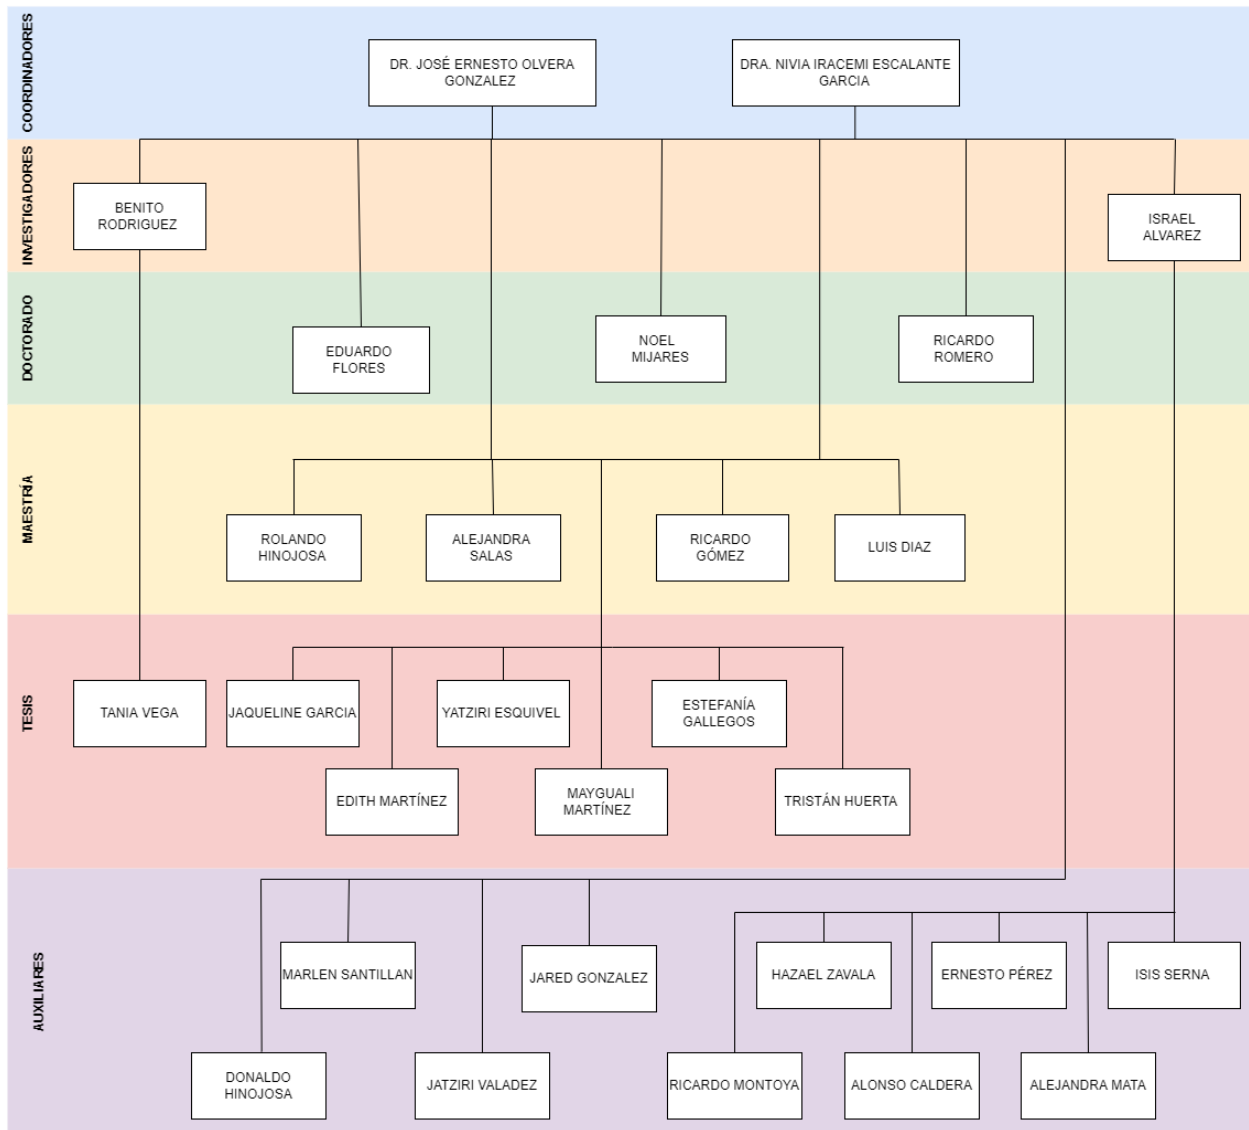 COORDINADORES
DR. JOSÉ ERNESTO OLVERA
GONZALEZ
DRA. NIVIA IRACEMI ESCALANTE
GARCIA
INVESTIGADORES
BENITO
RODRIGUEZ
ISRAEL
ALVAREZ
DOCTORADO
EDUARDO
FLORES
NOEL
MIJARES
RICARDO
ROMERO
MAESTRÍA
ROLANDO
HINOJOSA
ALEJANDRA
SALAS
RICARDO
GÓMEZ
LUIS DIAZ
TESIS
TANIA VEGA
JAQUELINE GARCIA
YATZIRI ESQUIVEL
ESTEFANÍA
GALLEGOS
EDITH MARTÍNEZ
MAYGUALI
MARTÍNEZ
TRISTÁN HUERTA
AUXILIARES
MARLEN SANTILLAN
JARED GONZALEZ
HAZAEL ZAVALA
ERNESTO PÉREZ
ISIS SERNA
DONALDO
HINOJOSA
JATZIRI VALADEZ
RICARDO MONTOYA
ALONSO CALDERA
ALEJANDRA MATA